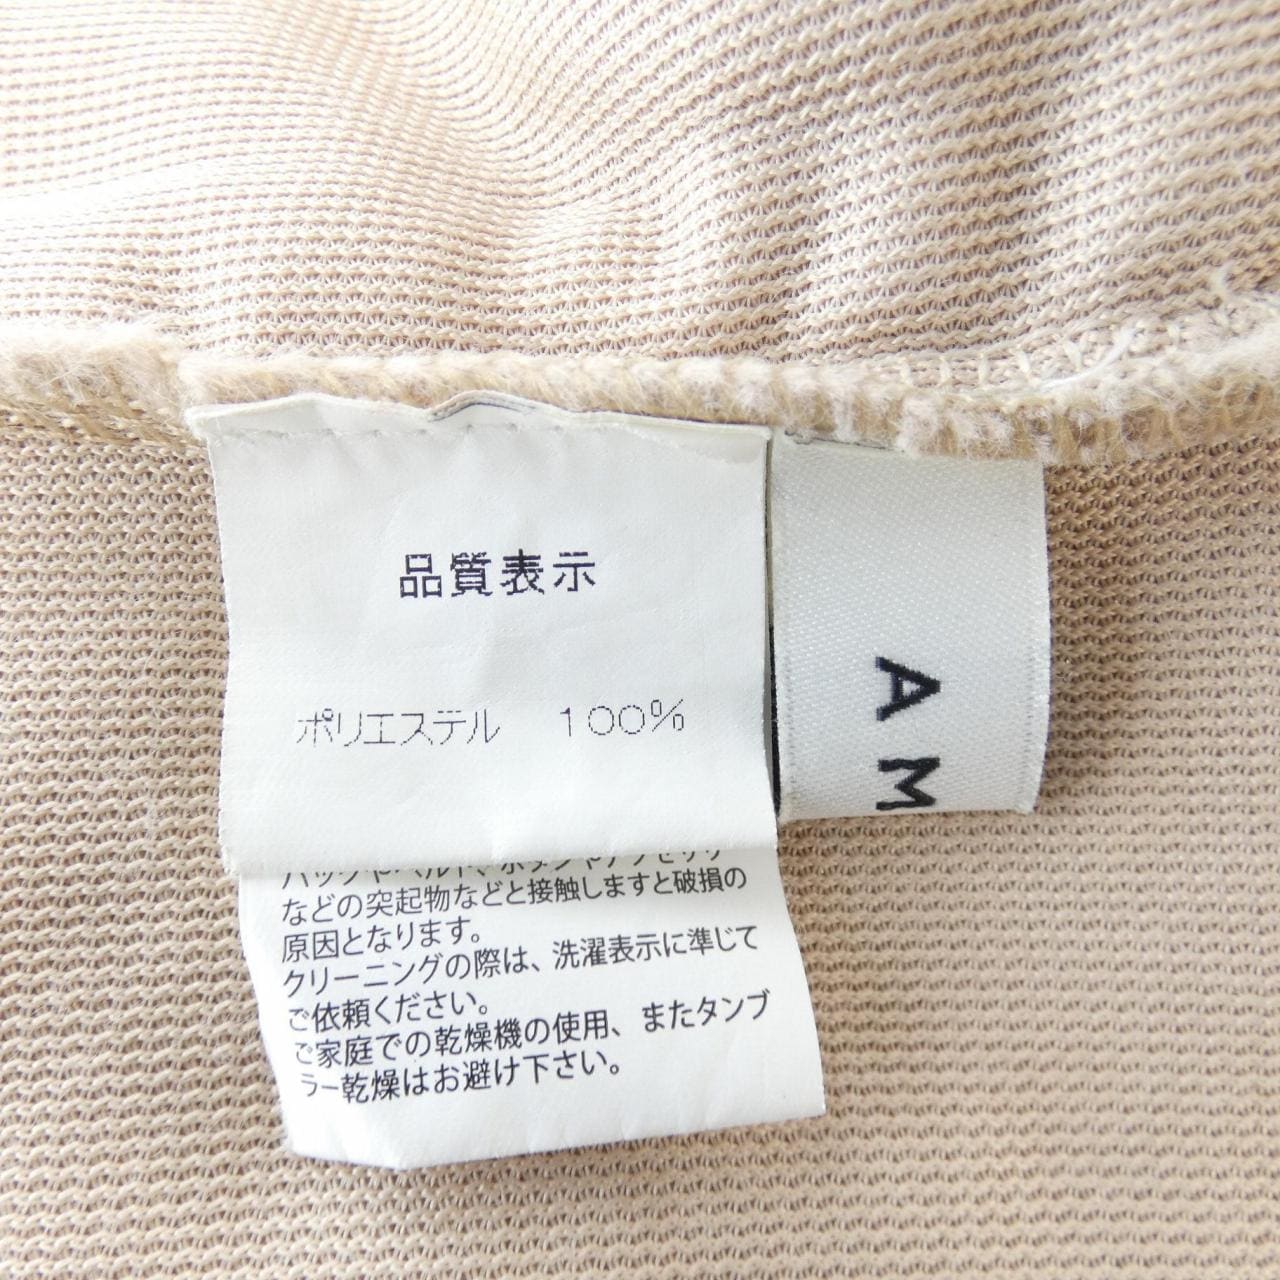 品質表示
ポリエステル 100%
などの突起物などと接触しますと破損の
原因となります。
クリーニングの際は、洗濯表示に準じて
ご依頼ください。
ご家庭での乾燥機の使用、またタンブ
ラー乾燥はお避け下さい。
A M